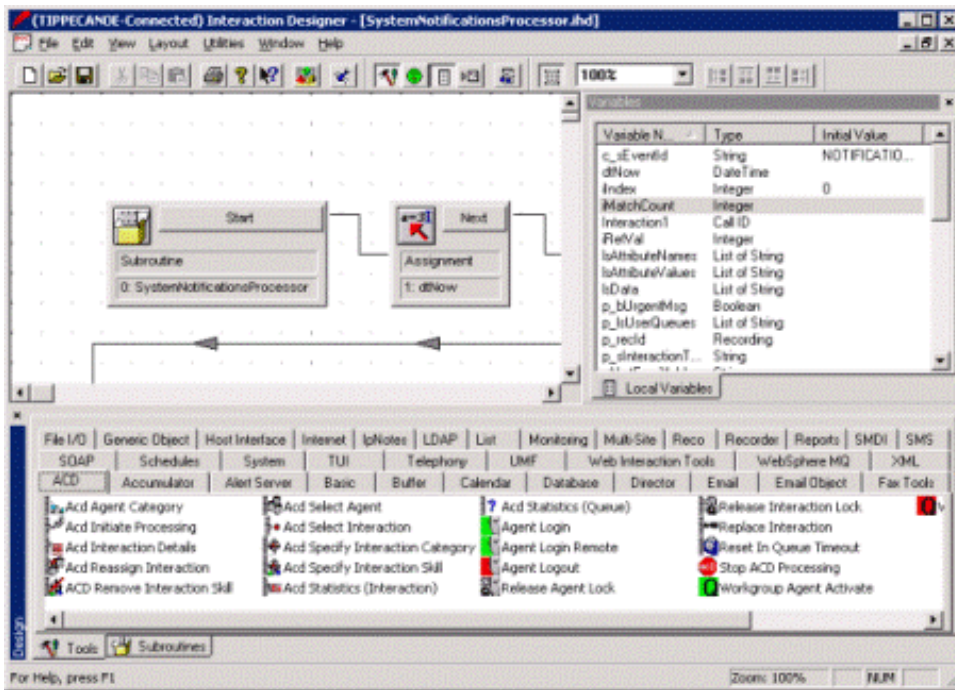 (TIPPECANOE-Connected) Interaction Designer - [SystemNotificationsProcessor.ihd]
File Edit View Layout Utilities Window Help
100%
Variables
Variable N... Type Initial Value
c_sEventId String NOTIFICATIO...
dtNow DateTime
iIndex Integer 0
iMatchCount Integer
Interaction1 Call ID
iRetVal Integer
lsAttributeNames List of String
lsAttributeValues List of String
lsData List of String
p_bUrgentMsg Boolean
p_lsUserQueues List of String
p_recId Recording
p_sInteractionT... String
Local Variables
Start
Subroutine
0: SystemNotificationsProcessor
a=3
Next
Assignment
1: dtNow
File I/O Generic Object Host Interface Internet IpNotes LDAP List Monitoring Multi-Site Reco Recorder Reports SMDI SMS
SOAP Schedules System TUI Telephony UMF Web Interaction Tools WebSphere MQ XML
ACD Accumulator Alert Server Basic Buffer Calendar Database Director Email Email Object Fax Tools
Acd Agent Category Acd Select Agent Acd Statistics (Queue) Release Interaction Lock
Acd Initiate Processing Acd Select Interaction Agent Login Replace Interaction
Acd Interaction Details Acd Specify Interaction Category Agent Login Remote Reset In Queue Timeout
Acd Reassign Interaction Acd Specify Interaction Skill Agent Logout Stop ACD Processing
ACD Remove Interaction Skill Acd Statistics (Interaction) Release Agent Lock Workgroup Agent Activate
Design
Tools Subroutines
For Help, press F1 Zoom: 100% NUM